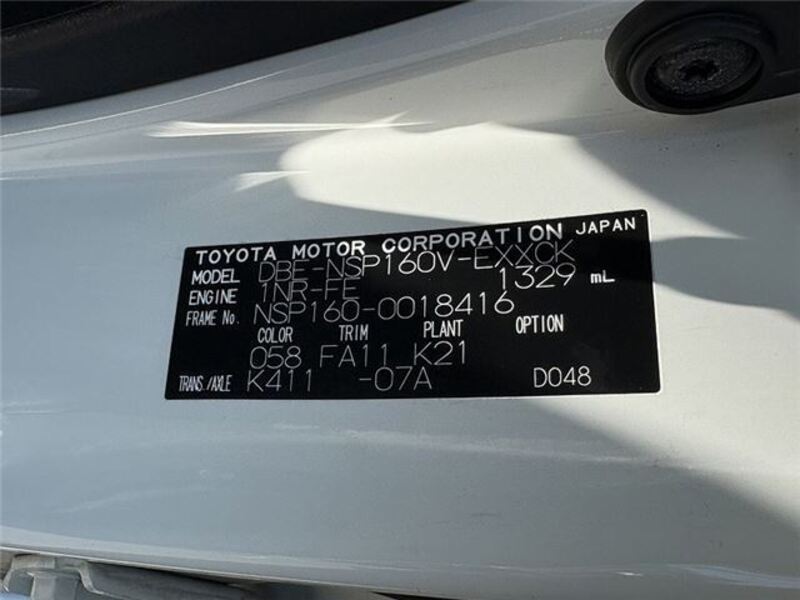 TOYOTA MOTOR CORPORATION JAPAN
MODEL DBE-NSP160V-EXXCK
ENGINE 1NR-FE 1329 mL
FRAME No. NSP160-0018416
COLOR TRIM PLANT OPTION
058 FA11 K21
TRANS./AXLE K411 -07A D048